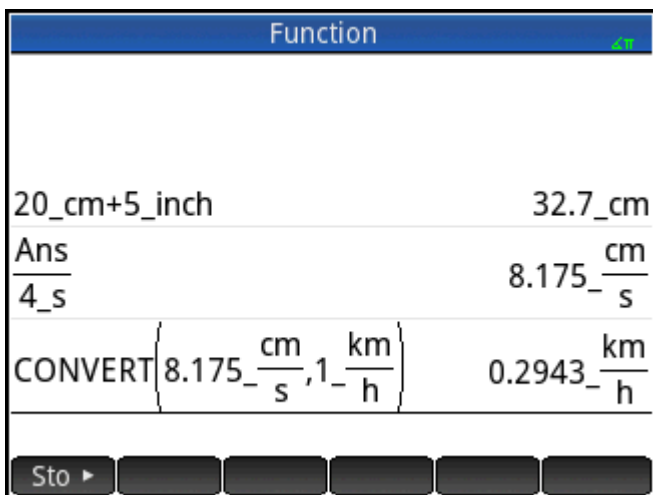 Function
∡π
20_cm+5_inch 32.7_cm
Ans/4_s 8.175_cm/s
CONVERT(8.175_cm/s,1_km/h) 0.2943_km/h
Sto ►